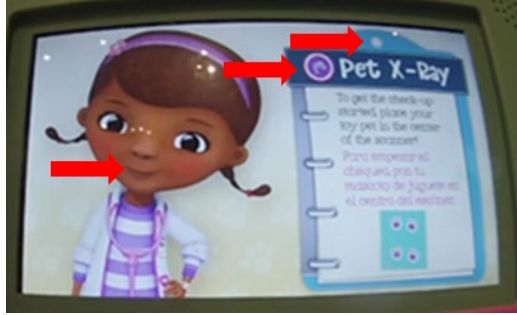 Pet X-Ray
To get the check-up
started, place your
toy pet in the center
of the scanner!
Para empezar el
chequeo, pon tu
mascota de juguete en
el centro del escáner.